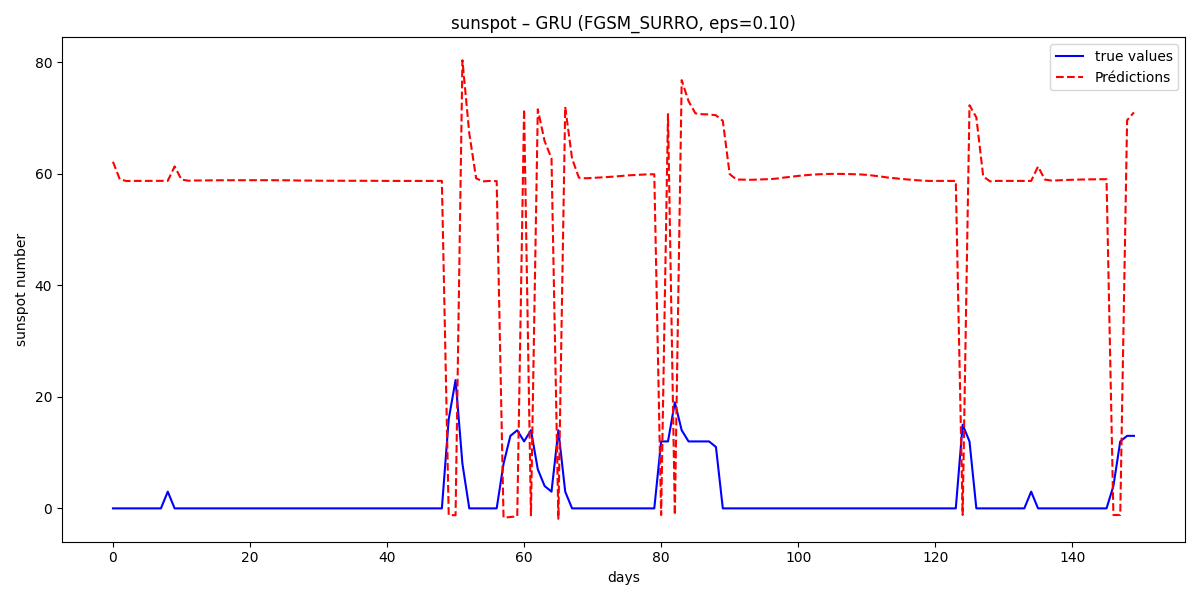 sunspot – GRU (FGSM_SURRO, eps=0.10)
true values
Prédictions
80
60
40
20
0
sunspot number
0 20 40 60 80 100 120 140
days